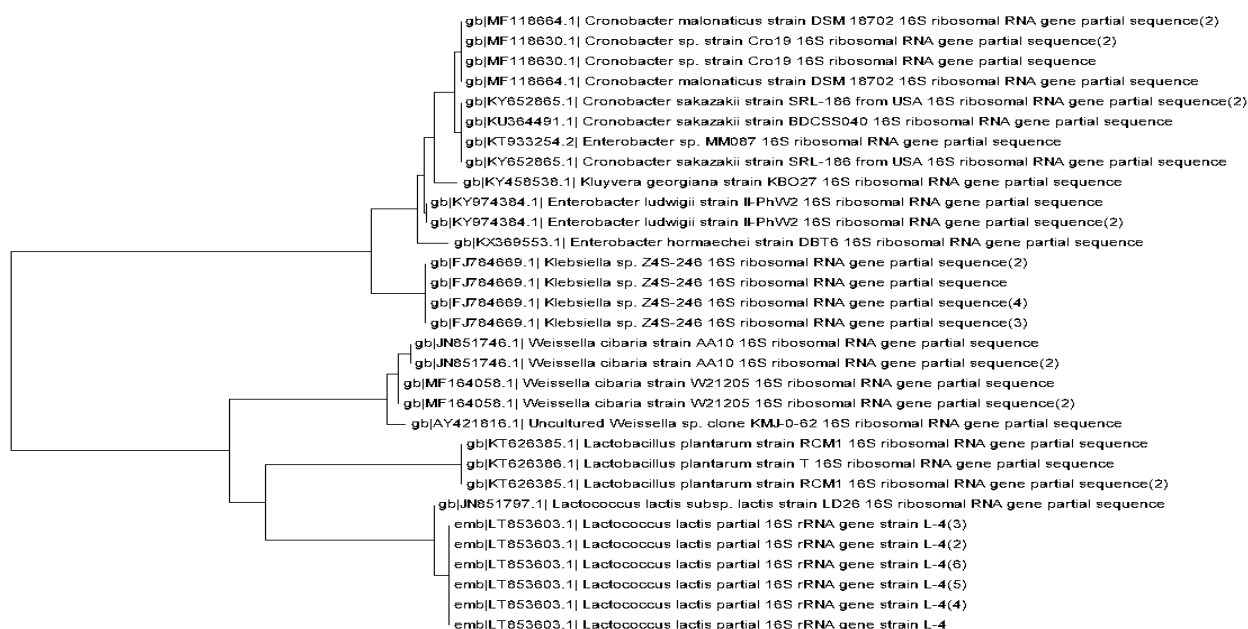 gb|MF118664.1| Cronobacter malonaticus strain DSM 18702 16S ribosomal RNA gene partial sequence(2)
gb|MF118630.1| Cronobacter sp. strain Cro19 16S ribosomal RNA gene partial sequence(2)
gb|MF118630.1| Cronobacter sp. strain Cro19 16S ribosomal RNA gene partial sequence
gb|MF118664.1| Cronobacter malonaticus strain DSM 18702 16S ribosomal RNA gene partial sequence
gb|KY652865.1| Cronobacter sakazakii strain SRL-186 from USA 16S ribosomal RNA gene partial sequence(2)
gb|KU364491.1| Cronobacter sakazakii strain BDCSS040 16S ribosomal RNA gene partial sequence
gb|KT933254.2| Enterobacter sp. MM087 16S ribosomal RNA gene partial sequence
gb|KY652865.1| Cronobacter sakazakii strain SRL-186 from USA 16S ribosomal RNA gene partial sequence
gb|KY458538.1| Kluyvera georgiana strain KBO27 16S ribosomal RNA gene partial sequence
gb|KY974384.1| Enterobacter ludwigii strain II-PhW2 16S ribosomal RNA gene partial sequence
gb|KY974384.1| Enterobacter ludwigii strain II-PhW2 16S ribosomal RNA gene partial sequence(2)
gb|KX369553.1| Enterobacter hormaechei strain DBT6 16S ribosomal RNA gene partial sequence
gb|FJ784669.1| Klebsiella sp. Z4S-246 16S ribosomal RNA gene partial sequence(2)
gb|FJ784669.1| Klebsiella sp. Z4S-246 16S ribosomal RNA gene partial sequence
gb|FJ784669.1| Klebsiella sp. Z4S-246 16S ribosomal RNA gene partial sequence(4)
gb|FJ784669.1| Klebsiella sp. Z4S-246 16S ribosomal RNA gene partial sequence(3)
gb|JN851746.1| Weissella cibaria strain AA10 16S ribosomal RNA gene partial sequence
gb|JN851746.1| Weissella cibaria strain AA10 16S ribosomal RNA gene partial sequence(2)
gb|MF164058.1| Weissella cibaria strain W21205 16S ribosomal RNA gene partial sequence
gb|MF164058.1| Weissella cibaria strain W21205 16S ribosomal RNA gene partial sequence(2)
gb|AY421816.1| Uncultured Weissella sp. clone KMJ-0-62 16S ribosomal RNA gene partial sequence
gb|KT626385.1| Lactobacillus plantarum strain RCM1 16S ribosomal RNA gene partial sequence
gb|KT626386.1| Lactobacillus plantarum strain T 16S ribosomal RNA gene partial sequence
gb|KT626385.1| Lactobacillus plantarum strain RCM1 16S ribosomal RNA gene partial sequence(2)
gb|JN851797.1| Lactococcus lactis subsp. lactis strain LD26 16S ribosomal RNA gene partial sequence
emb|LT853603.1| Lactococcus lactis partial 16S rRNA gene strain L-4(3)
emb|LT853603.1| Lactococcus lactis partial 16S rRNA gene strain L-4(2)
emb|LT853603.1| Lactococcus lactis partial 16S rRNA gene strain L-4(6)
emb|LT853603.1| Lactococcus lactis partial 16S rRNA gene strain L-4(5)
emb|LT853603.1| Lactococcus lactis partial 16S rRNA gene strain L-4(4)
emb|LT853603.1| Lactococcus lactis partial 16S rRNA gene strain L-4